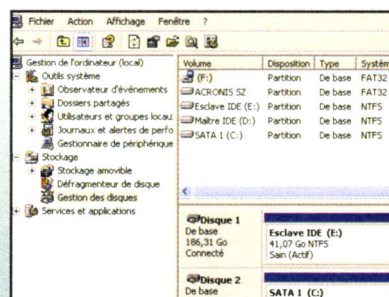 Fichier Action Affichage Fenêtre ?
Gestion de l'ordinateur (local)
Outils système
Observateur d'événements
Dossiers partagés
Utilisateurs et groupes locau
Journaux et alertes de perfo
Gestionnaire de périphérique
Stockage
Stockage amovible
Défragmenteur de disque
Gestion des disques
Services et applications
Volume Disposition Type Systèm
(F:) Partition De base FAT32
ACRONIS SZ Partition De base FAT32
Esclave IDE (E:) Partition De base NTFS
Maître IDE (D:) Partition De base NTFS
SATA 1 (C:) Partition De base NTFS
Disque 1
De base
186,31 Go
Connecté
Esclave IDE (E:)
41,07 Go NTFS
Sain (Actif)
Disque 2
De base
SATA 1 (C:)